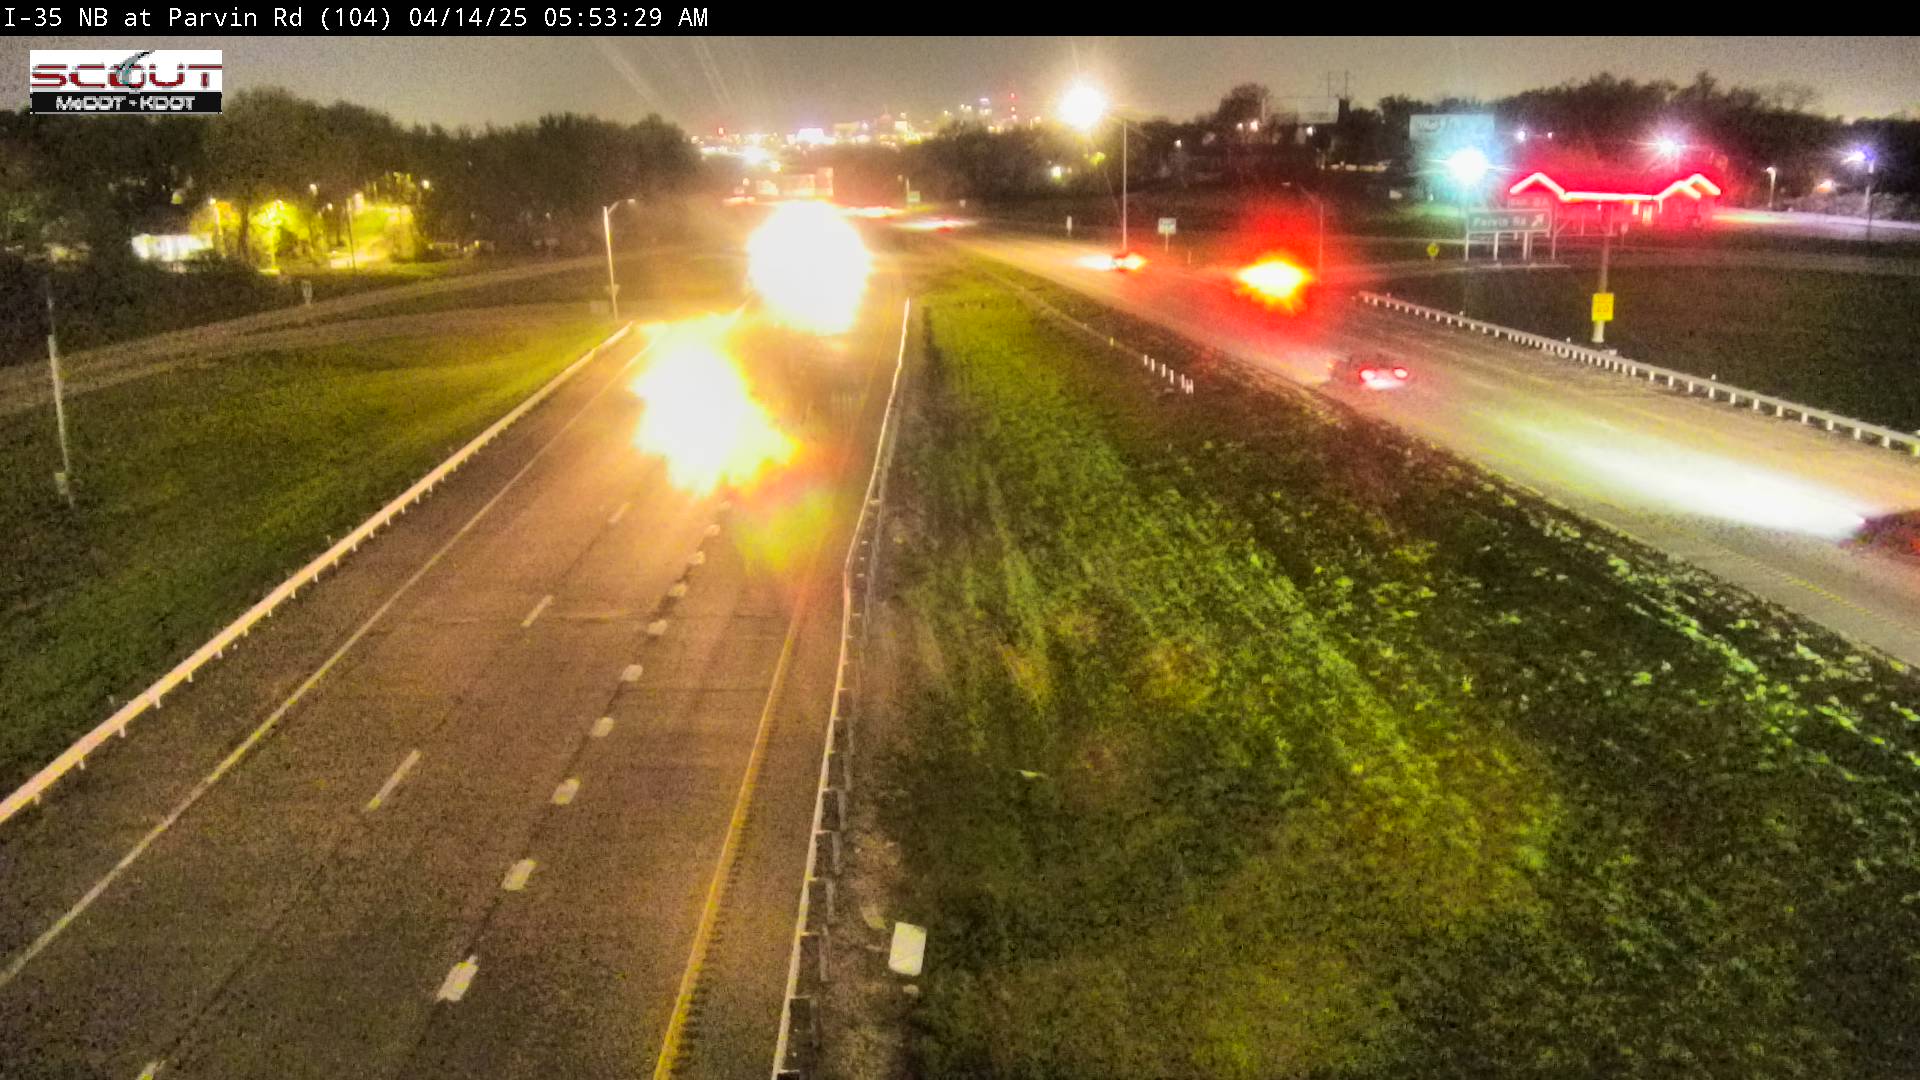 I-35 NB at Parvin Rd (104) 04/14/25 05:53:29 AM
SCOUT
MoDOT - KDOT
Parvin Rd